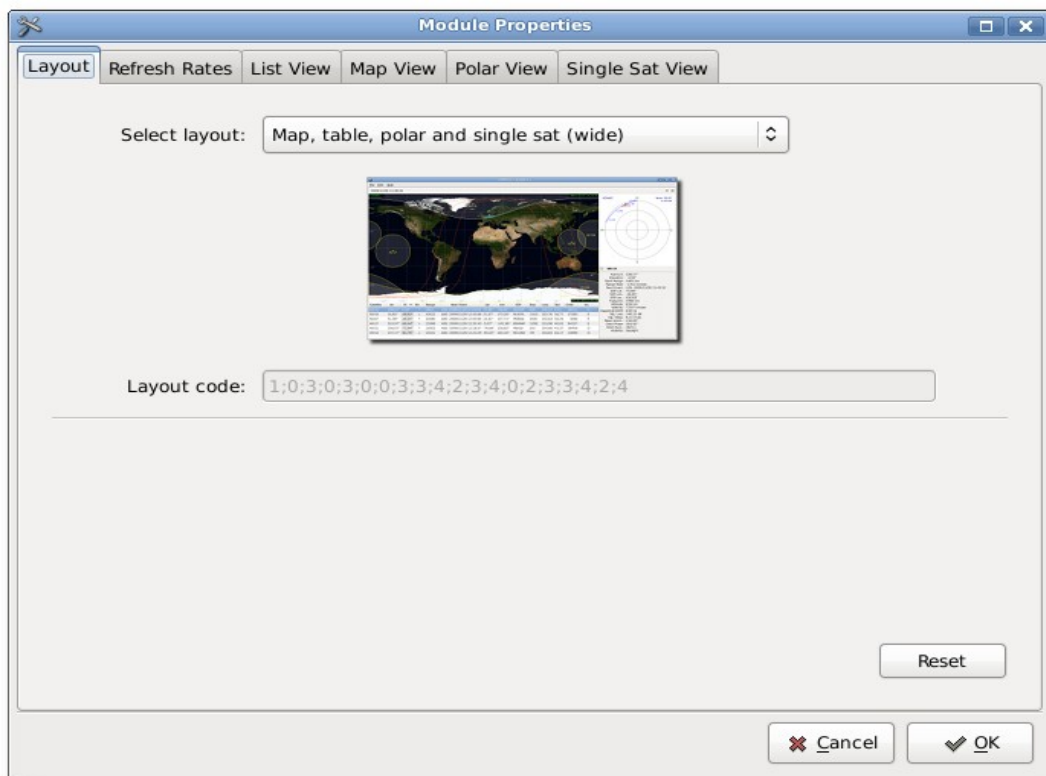 Module Properties
Layout Refresh Rates List View Map View Polar View Single Sat View
Select layout: Map, table, polar and single sat (wide)
Layout code: 1;0;3;0;3;0;0;3;3;4;2;3;4;0;2;3;3;4;2;4
Reset
Cancel OK